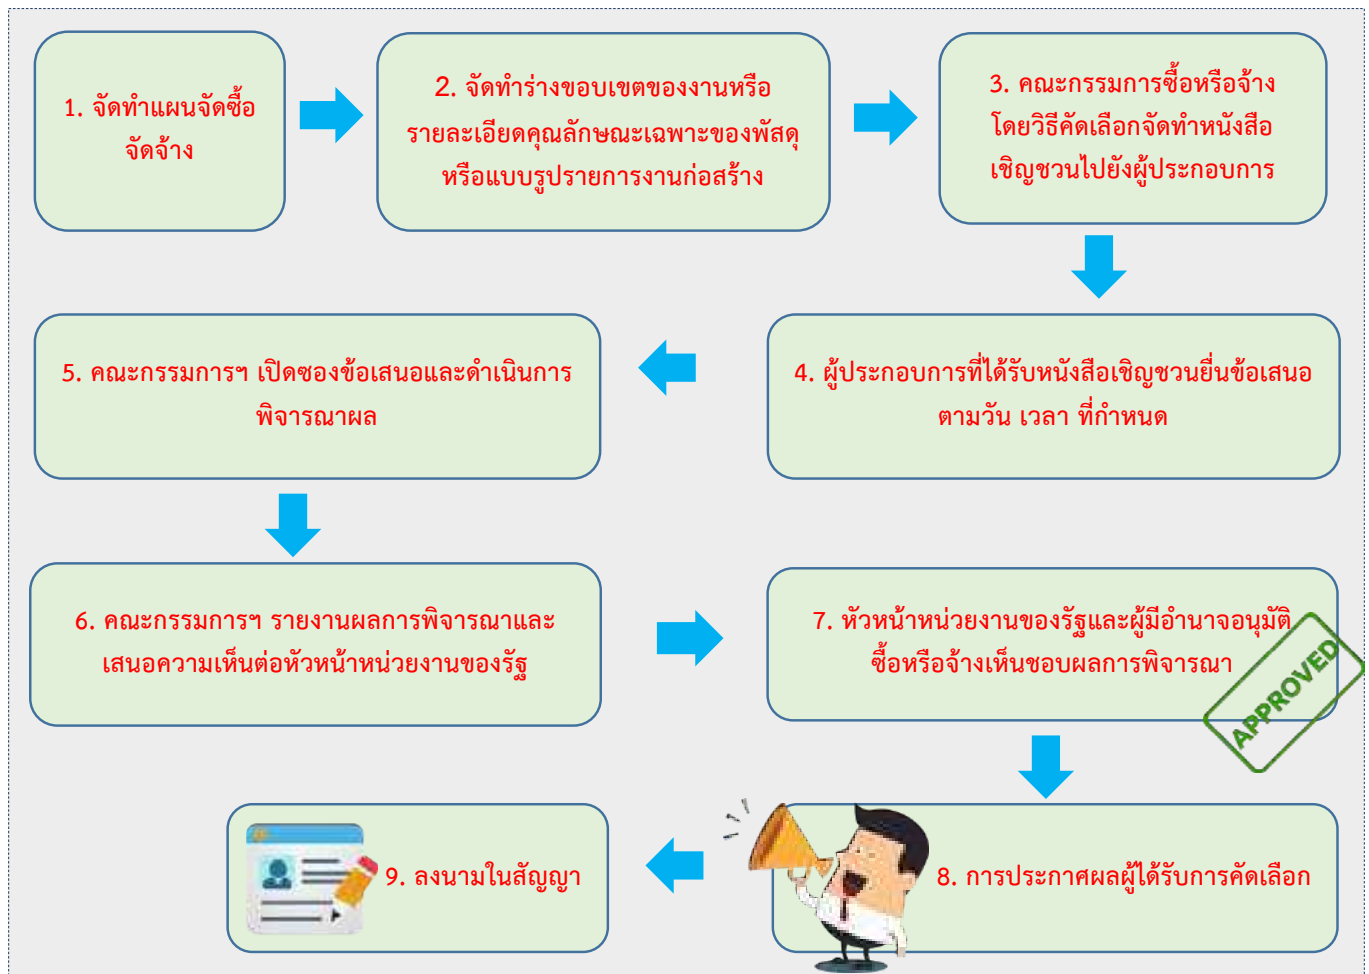 1. จัดทำแผนจัดซื้อ
จัดจ้าง
2. จัดทำร่างขอบเขตของงานหรือ
รายละเอียดคุณลักษณะเฉพาะของพัสดุ
หรือแบบรูปรายการงานก่อสร้าง
3. คณะกรรมการซื้อหรือจ้าง
โดยวิธีคัดเลือกจัดทำหนังสือ
เชิญชวนไปยังผู้ประกอบการ
4. ผู้ประกอบการที่ได้รับหนังสือเชิญชวนยื่นข้อเสนอ
ตามวัน เวลา ที่กำหนด
5. คณะกรรมการฯ เปิดซองข้อเสนอและดำเนินการ
พิจารณาผล
6. คณะกรรมการฯ รายงานผลการพิจารณาและ
เสนอความเห็นต่อหัวหน้าหน่วยงานของรัฐ
7. หัวหน้าหน่วยงานของรัฐและผู้มีอำนาจอนุมัติ
ซื้อหรือจ้างเห็นชอบผลการพิจารณา
APPROVED
8. การประกาศผลผู้ได้รับการคัดเลือก
9. ลงนามในสัญญา